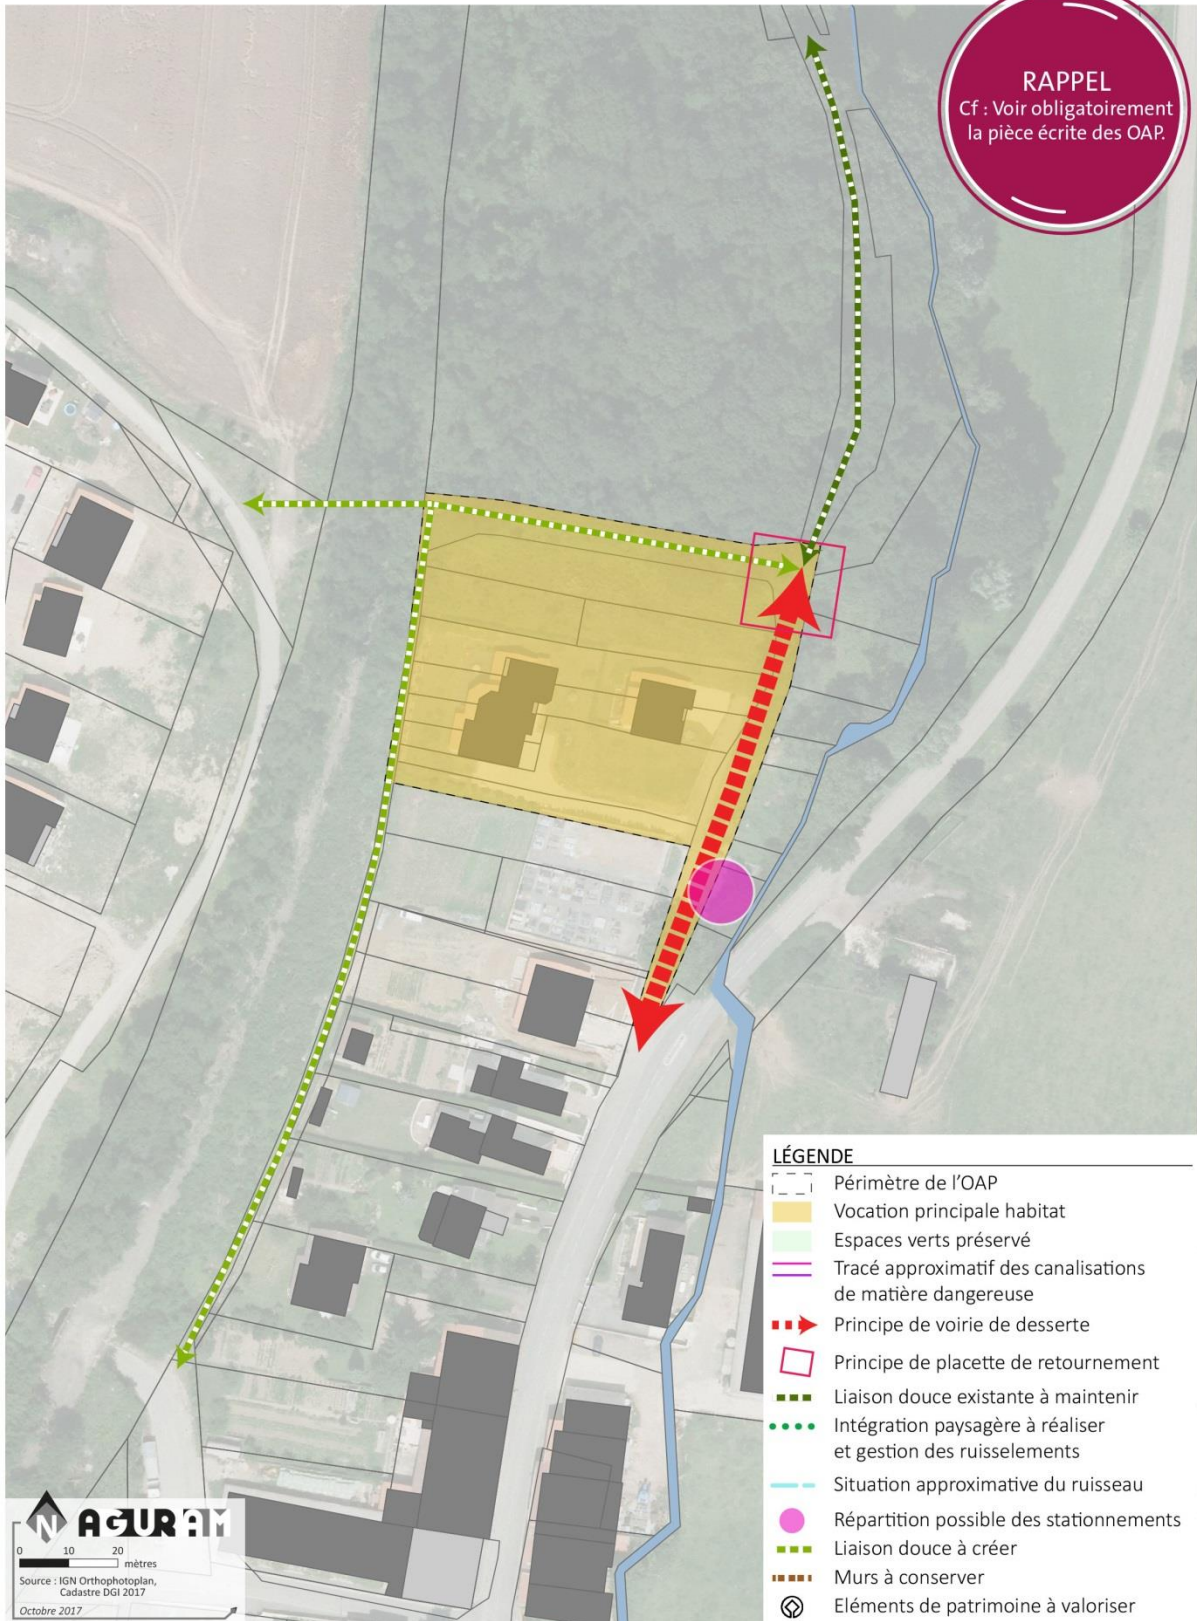 RAPPEL
Cf : Voir obligatoirement
la pièce écrite des OAP.
LÉGENDE
Périmètre de l'OAP
Vocation principale habitat
Espaces verts préservé
Tracé approximatif des canalisations
de matière dangereuse
Principe de voirie de desserte
Principe de placette de retournement
Liaison douce existante à maintenir
Intégration paysagère à réaliser
et gestion des ruisselements
Situation approximative du ruisseau
Répartition possible des stationnements
Liaison douce à créer
Murs à conserver
Eléments de patrimoine à valoriser
N AGURAM
0 10 20 mètres
Source : IGN Orthophotoplan,
Cadastre DGI 2017
Octobre 2017